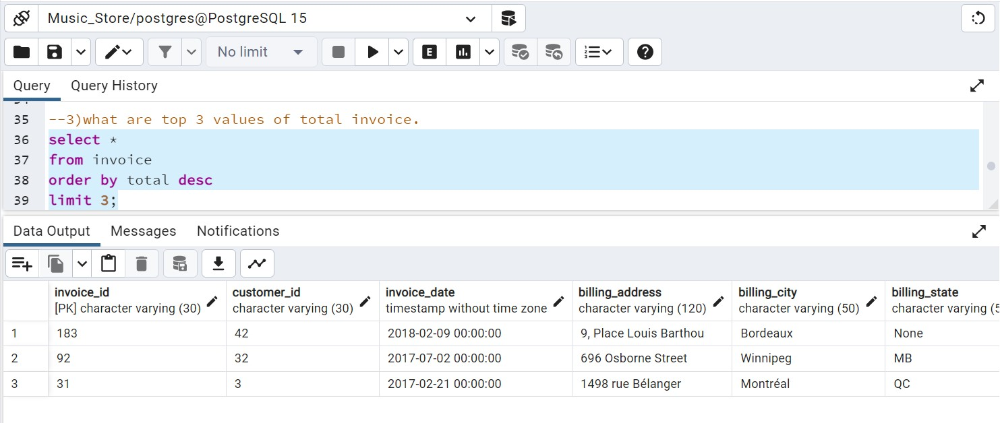 Music_Store/postgres@PostgreSQL 15
No limit
E
Query Query History
35 --3)what are top 3 values of total invoice.
36 select *
37 from invoice
38 order by total desc
39 limit 3;
Data Output Messages Notifications
invoice_id customer_id invoice_date billing_address billing_city billing_state
[PK] character varying (30) character varying (30) timestamp without time zone character varying (120) character varying (50) character varying (5
1 183 42 2018-02-09 00:00:00 9, Place Louis Barthou Bordeaux None
2 92 32 2017-07-02 00:00:00 696 Osborne Street Winnipeg MB
3 31 3 2017-02-21 00:00:00 1498 rue Bélanger Montréal QC